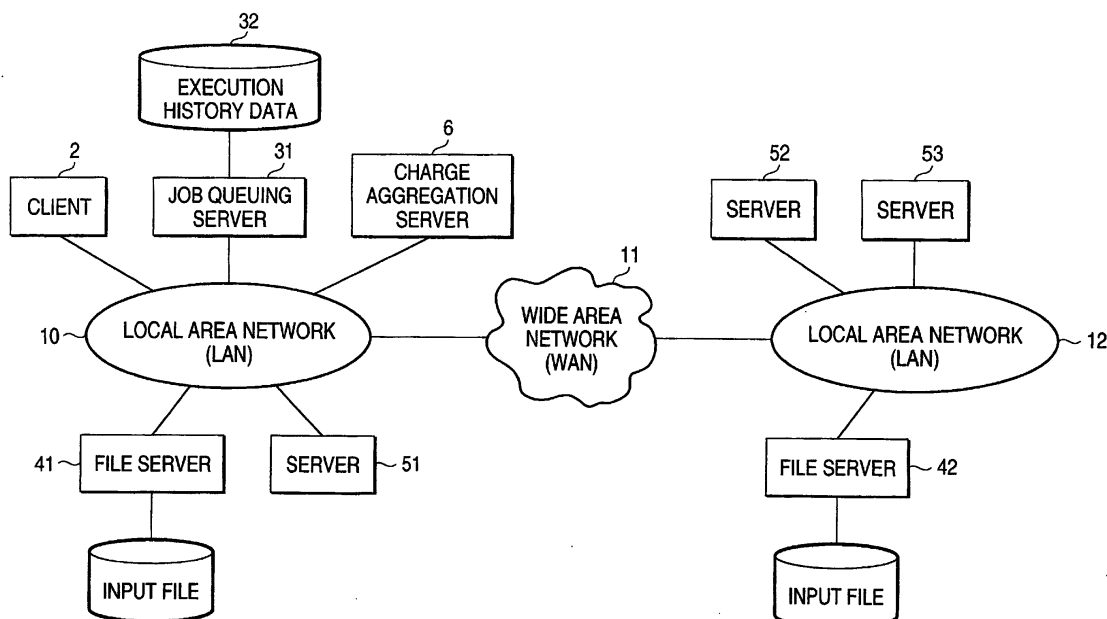 32
EXECUTION
HISTORY DATA
2
CLIENT
31
JOB QUEUING
SERVER
6
CHARGE
AGGREGATION
SERVER
52
SERVER
53
SERVER
10
LOCAL AREA NETWORK
(LAN)
11
WIDE AREA
NETWORK
(WAN)
LOCAL AREA NETWORK
(LAN)
12
41
FILE SERVER
SERVER
51
FILE SERVER
42
INPUT FILE
INPUT FILE